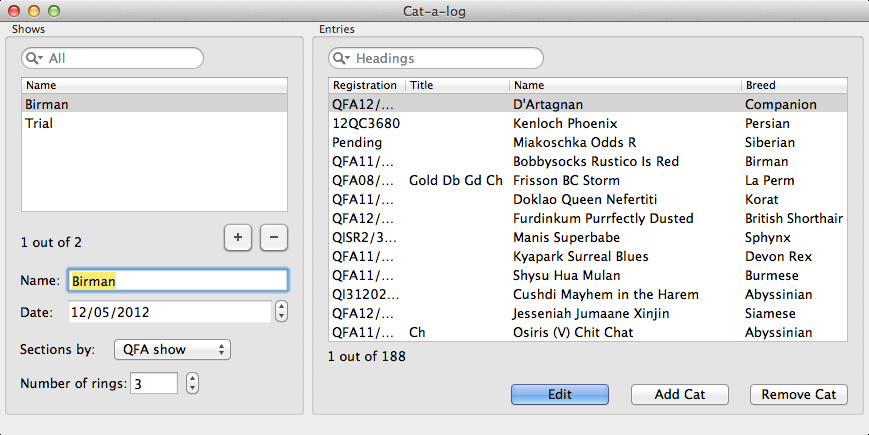 Cat-a-log
Shows
All
Name
Birman
Trial
1 out of 2
+ −
Name: Birman
Date: 12/05/2012
Sections by: QFA show
Number of rings: 3
Entries
Headings
Registration Title Name Breed
QFA12/... D'Artagnan Companion
12QC3680 Kenloch Phoenix Persian
Pending Miakoschka Odds R Siberian
QFA11/... Bobbysocks Rustico Is Red Birman
QFA08/... Gold Db Gd Ch Frisson BC Storm La Perm
QFA11/... Doklao Queen Nefertiti Korat
QFA12/... Furdinkum Purrfectly Dusted British Shorthair
QISR2/3... Manis Superbabe Sphynx
QFA11/... Kyapark Surreal Blues Devon Rex
QFA11/... Shysu Hua Mulan Burmese
QI31202... Cushdi Mayhem in the Harem Abyssinian
QFA12/... Jesseniah Jumaane Xinjin Siamese
QFA11/... Ch Osiris (V) Chit Chat Abyssinian
1 out of 188
Edit Add Cat Remove Cat